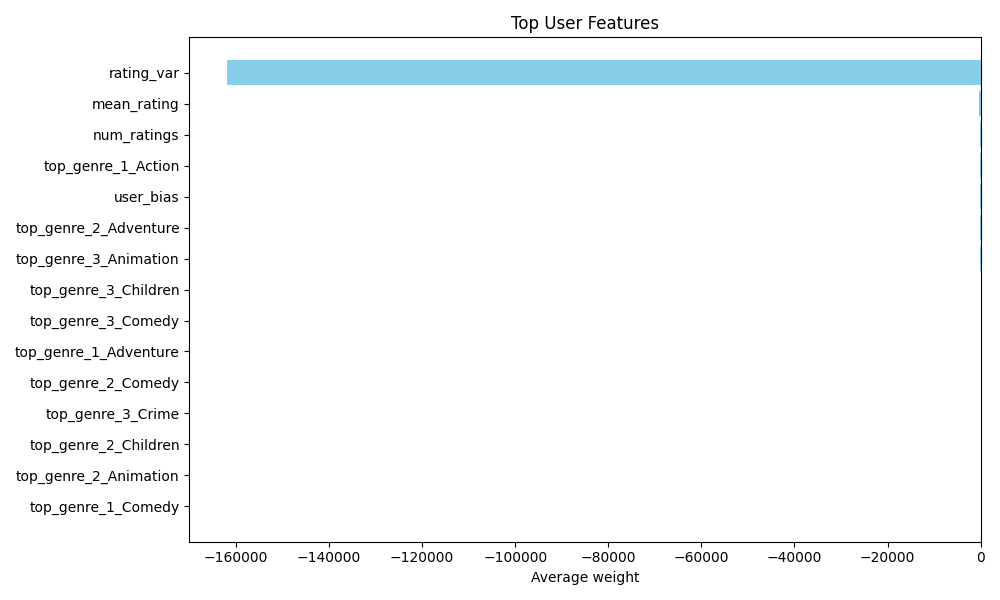 Top User Features
rating_var
mean_rating
num_ratings
top_genre_1_Action
user_bias
top_genre_2_Adventure
top_genre_3_Animation
top_genre_3_Children
top_genre_3_Comedy
top_genre_1_Adventure
top_genre_2_Comedy
top_genre_3_Crime
top_genre_2_Children
top_genre_2_Animation
top_genre_1_Comedy
−160000 −140000 −120000 −100000 −80000 −60000 −40000 −20000 0
Average weight